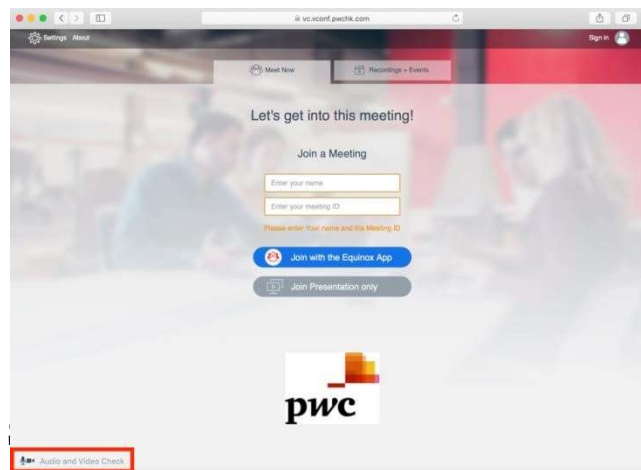 vc.vconf.pwchk.com
Settings About
Sign in
Meet Now
Recordings + Events
Let's get into this meeting!
Join a Meeting
Enter your name
Enter your meeting ID
Please enter Your name and the Meeting ID
Join with the Equinox App
Join Presentation only
pwc
Audio and Video Check